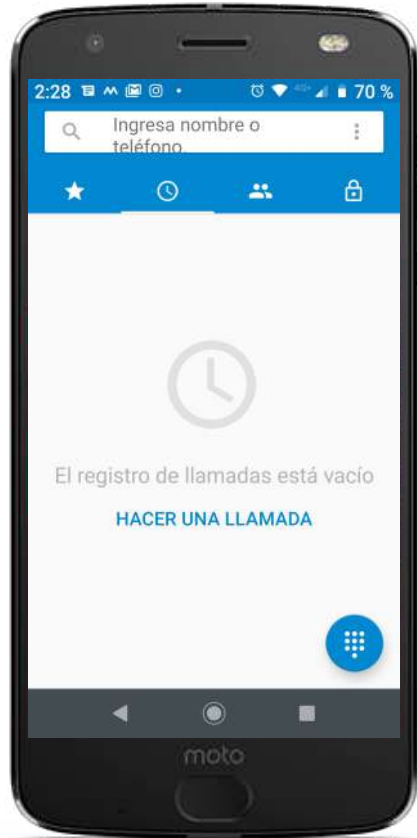 2:28 70 %
Ingresa nombre o
teléfono.
El registro de llamadas está vacío
HACER UNA LLAMADA
moto